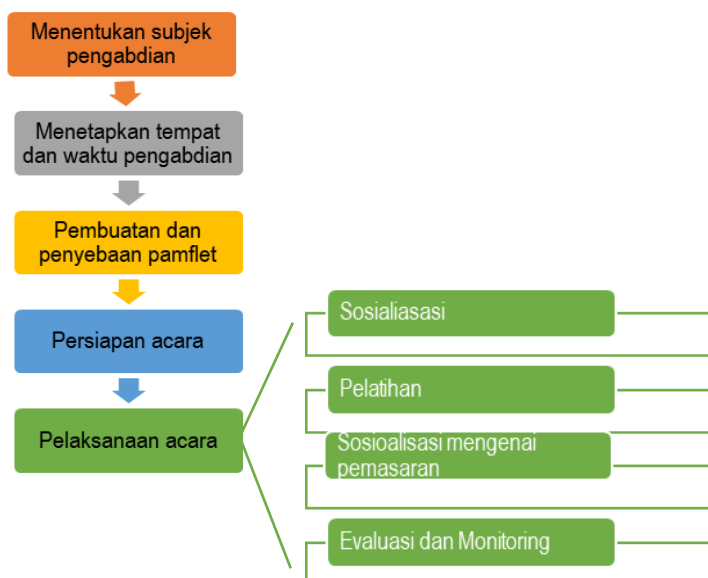 Menentukan subjek
pengabdian
Menetapkan tempat
dan waktu pengabdian
Pembuatan dan
penyebaan pamflet
Persiapan acara
Pelaksanaan acara
Sosialiasasi
Pelatihan
Sosioalisasi mengenai
pemasaran
Evaluasi dan Monitoring